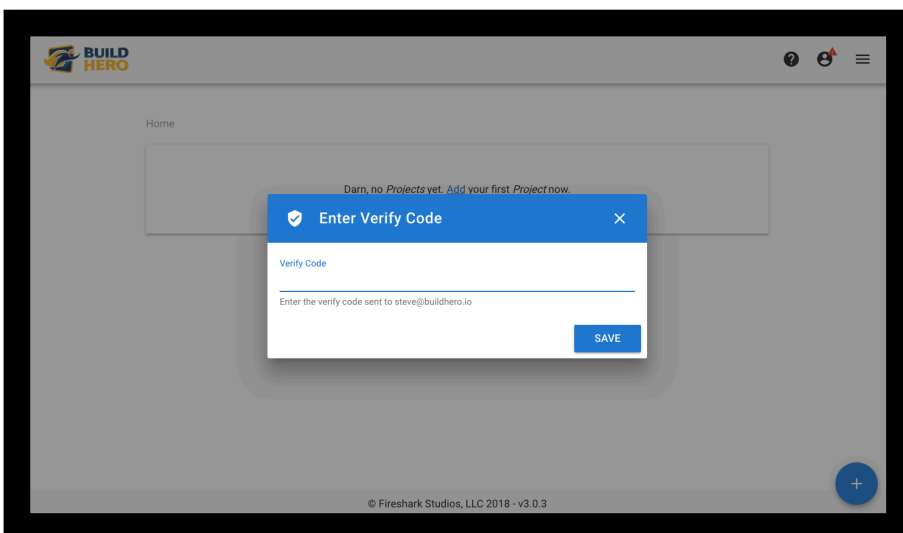 BUILD
HERO
Home
Darn, no Projects yet. Add your first Project now.
Enter Verify Code
Verify Code
Enter the verify code sent to steve@buildhero.io
SAVE
© Fireshark Studios, LLC 2018 - v3.0.3